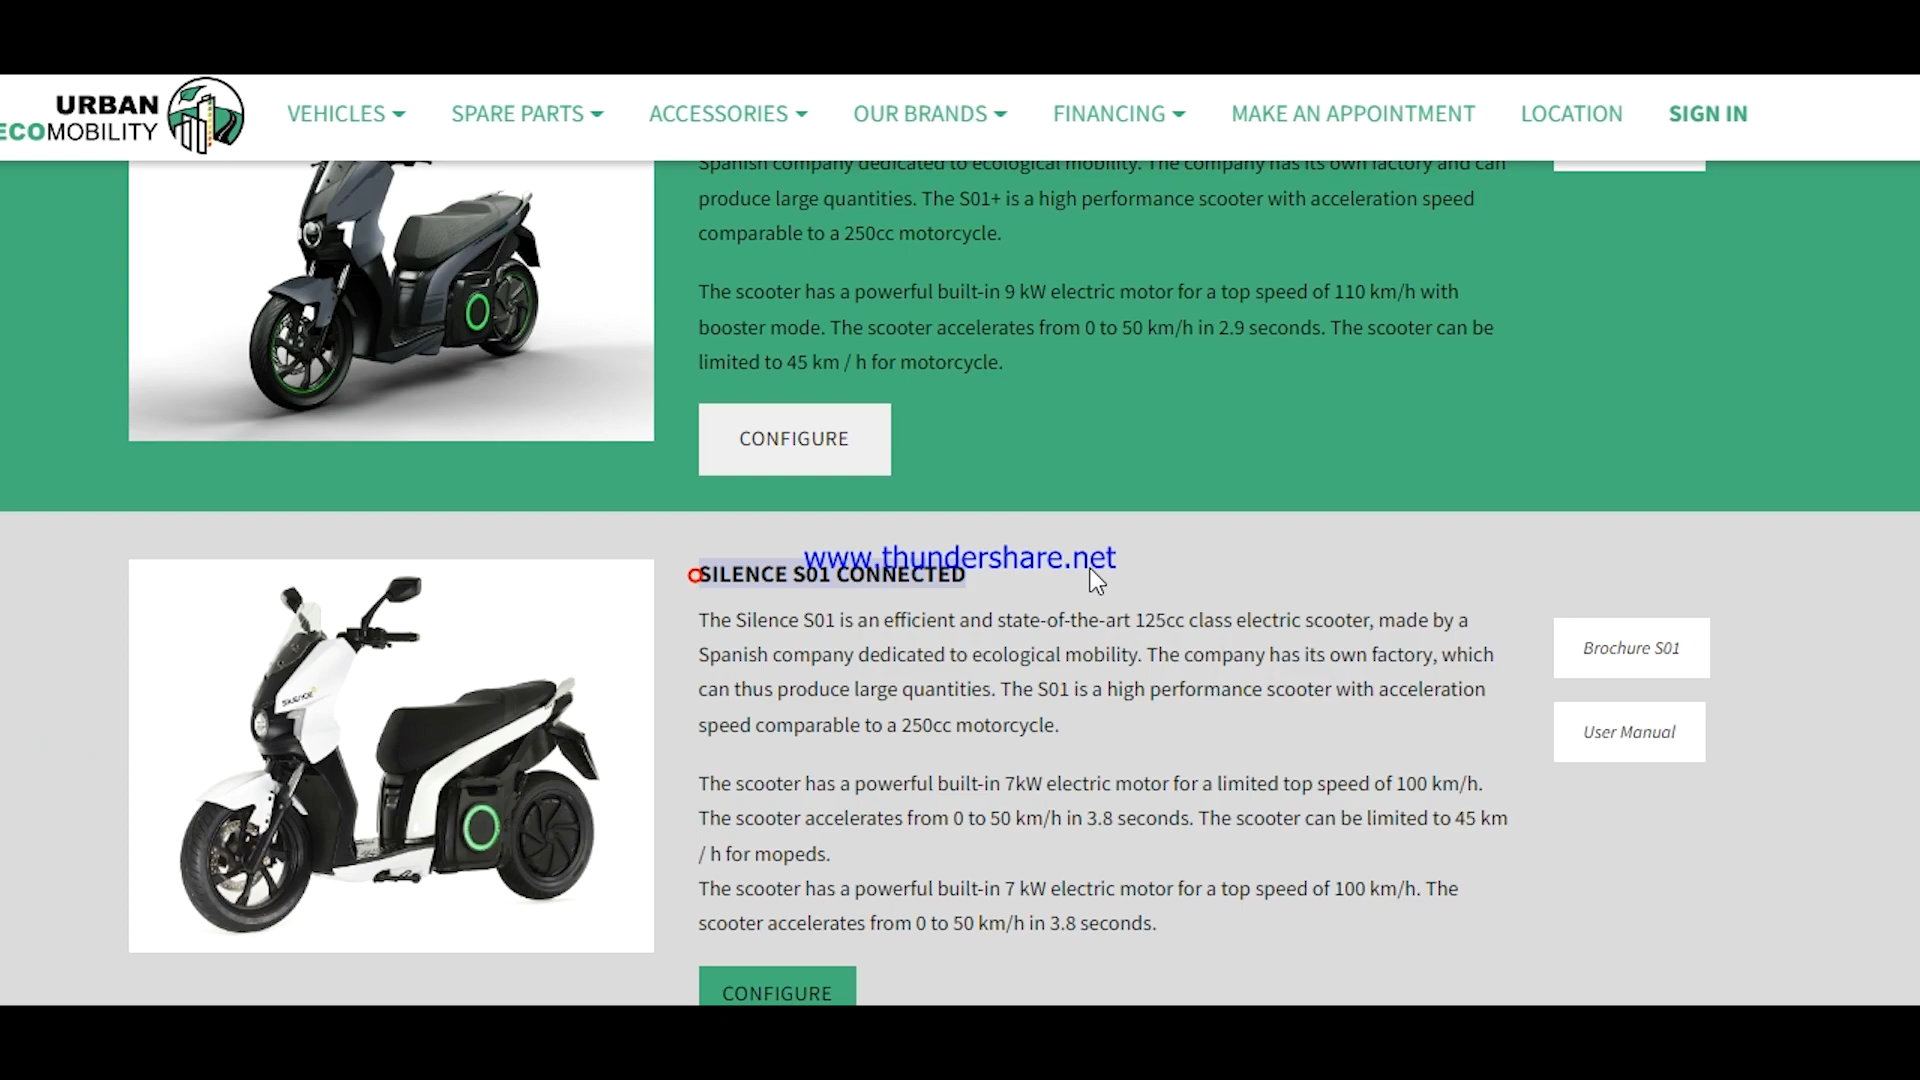 URBAN
ECOMOBILITY
VEHICLES
SPARE PARTS
ACCESSORIES
OUR BRANDS
FINANCING
MAKE AN APPOINTMENT
LOCATION
SIGN IN
Spanish company dedicated to ecological mobility. The company has its own factory and can
produce large quantities. The S01+ is a high performance scooter with acceleration speed
comparable to a 250cc motorcycle.
The scooter has a powerful built-in 9 kW electric motor for a top speed of 110 km/h with
booster mode. The scooter accelerates from 0 to 50 km/h in 2.9 seconds. The scooter can be
limited to 45 km / h for motorcycle.
CONFIGURE
www.thundershare.net
SILENCE S01 CONNECTED
The Silence S01 is an efficient and state-of-the-art 125cc class electric scooter, made by a
Spanish company dedicated to ecological mobility. The company has its own factory, which
can thus produce large quantities. The S01 is a high performance scooter with acceleration
speed comparable to a 250cc motorcycle.
The scooter has a powerful built-in 7kW electric motor for a limited top speed of 100 km/h.
The scooter accelerates from 0 to 50 km/h in 3.8 seconds. The scooter can be limited to 45 km
/ h for mopeds.
The scooter has a powerful built-in 7 kW electric motor for a top speed of 100 km/h. The
scooter accelerates from 0 to 50 km/h in 3.8 seconds.
CONFIGURE
Brochure S01
User Manual
SILENCE